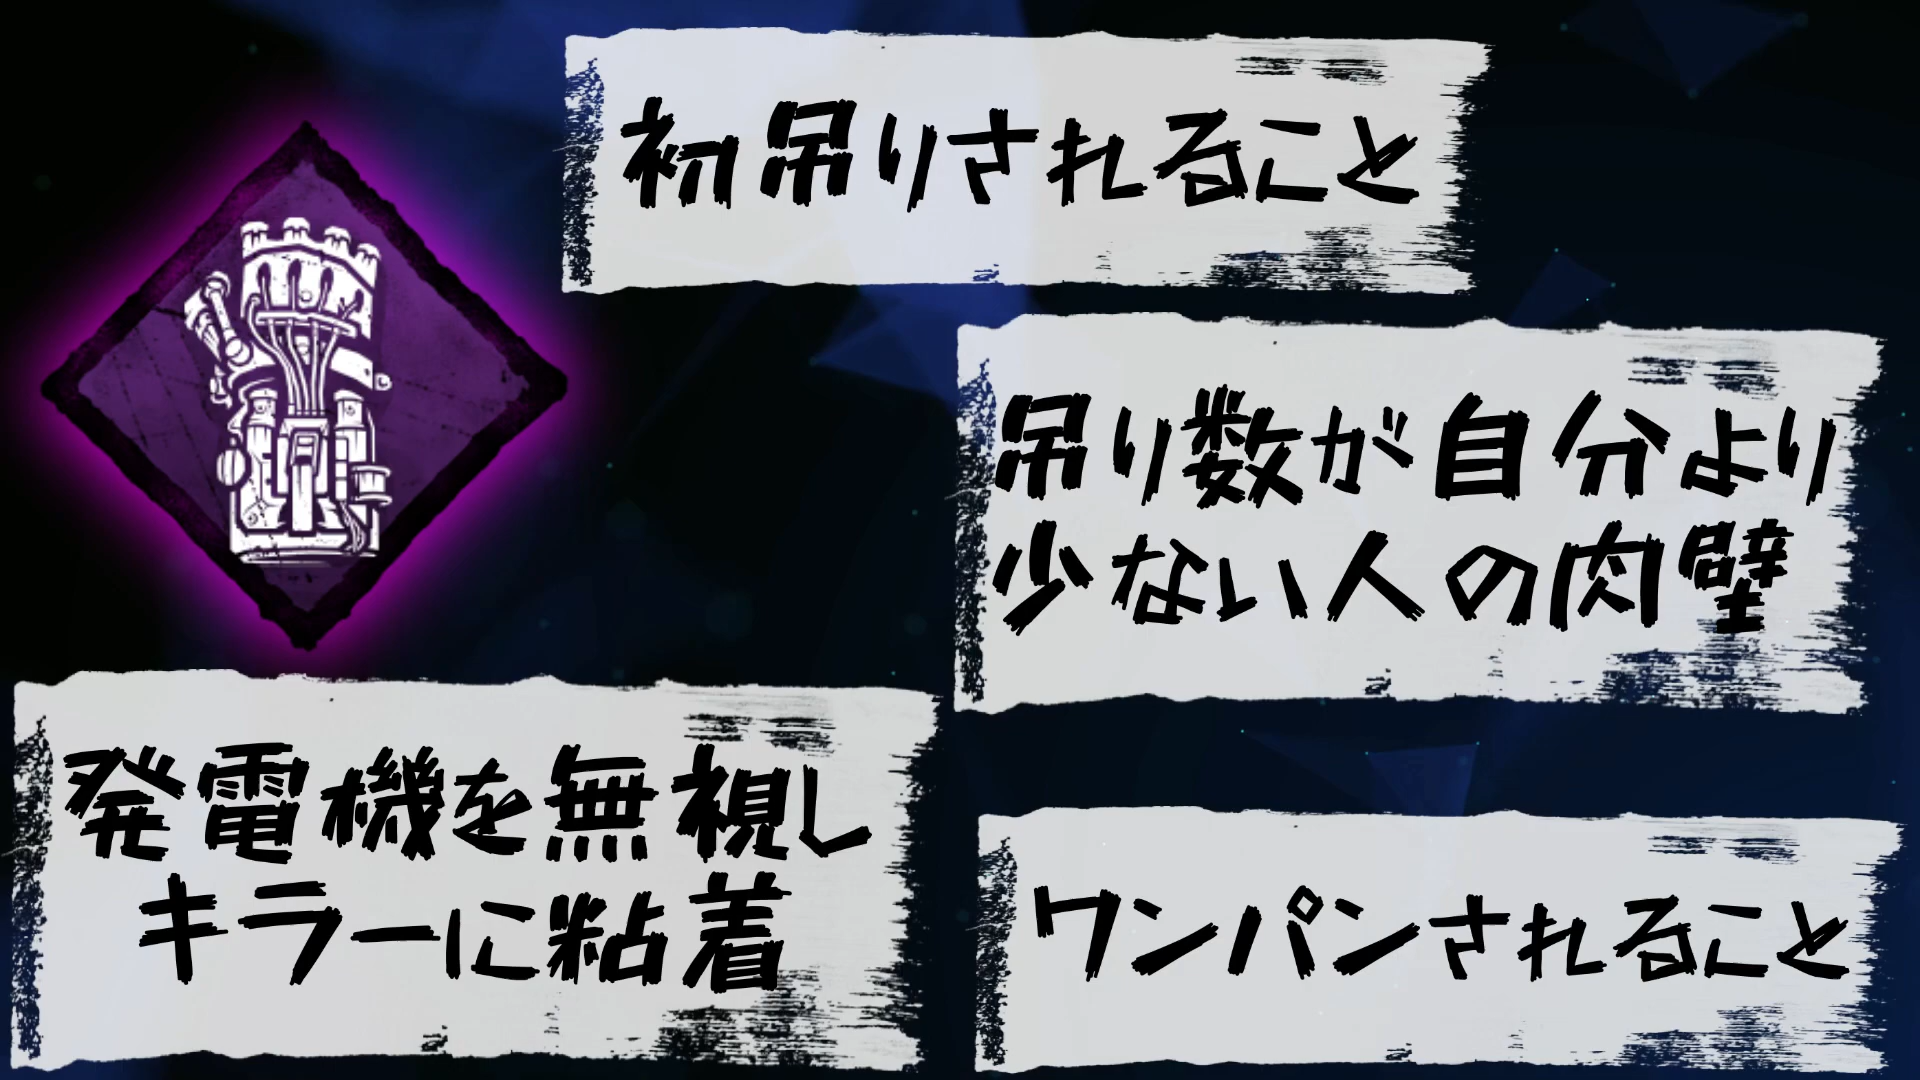 初吊りされること
吊り数が自分より
少ない人の肉壁
発電機を無視し
キラーに粘着
ワンパンされること